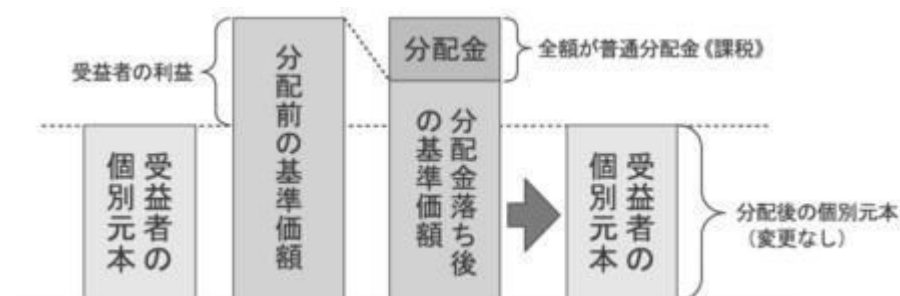 受益者の利益
分配前の基準価額
分配金
全額が普通分配金《課税》
受益者の
個別元本
分配金落ち後
の基準価額
受益者の
個別元本
分配後の個別元本
（変更なし）